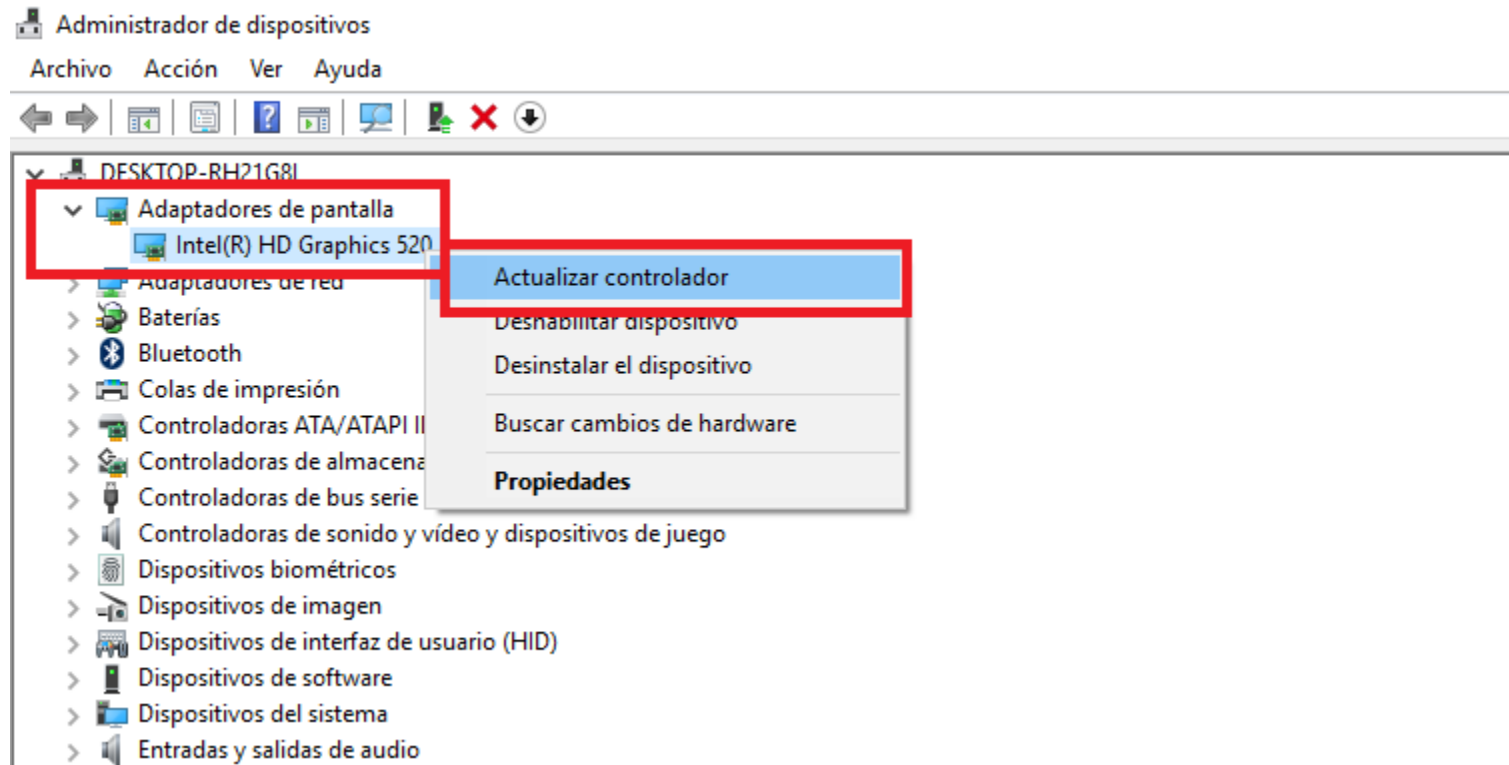 Administrador de dispositivos
Archivo Acción Ver Ayuda
DESKTOP-RH21G8L
Adaptadores de pantalla
Intel(R) HD Graphics 520
Adaptadores de red
Baterías
Bluetooth
Colas de impresión
Controladoras ATA/ATAPI
Controladoras de
Controladoras de bus serie
Controladoras de sonido y vídeo y dispositivos de juego
Dispositivos biométricos
Dispositivos de imagen
Dispositivos de interfaz de usuario (HID)
Dispositivos de software
Dispositivos del sistema
Entradas y salidas de audio
Actualizar controlador
Deshabilitar dispositivo
Desinstalar el dispositivo
Buscar cambios de hardware
Propiedades